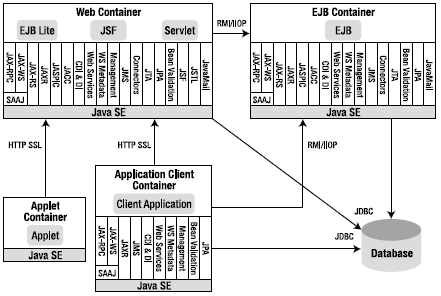 Web Container
EJB Lite
JSF
Servlet
JAX-RPC
JAX-WS
SAAJ
JAX-RS
JAXR
JASPIC
JACC
CDI & DI
Web Services
WS Metadata
Management
JMS
Connectors
JTA
JPA
Bean Validation
JSF
JSTL
JavaMail
Java SE
RMI/IIOP
EJB Container
EJB
JAX-RPC
JAX-WS
SAAJ
JAX-RS
JAXR
JASPIC
JACC
CDI & DI
Web Services
WS Metadata
Management
JMS
Connectors
JTA
JPA
Bean Validation
JavaMail
Java SE
HTTP SSL
HTTP SSL
RMI/IIOP
Applet
Container
Applet
Java SE
Application Client
Container
Client Application
JAX-RPC
JAX-WS
SAAJ
JAXR
JMS
CDI & DI
Web Services
WS Metadata
Management
Bean Validation
JPA
Java SE
JDBC
JDBC
Database